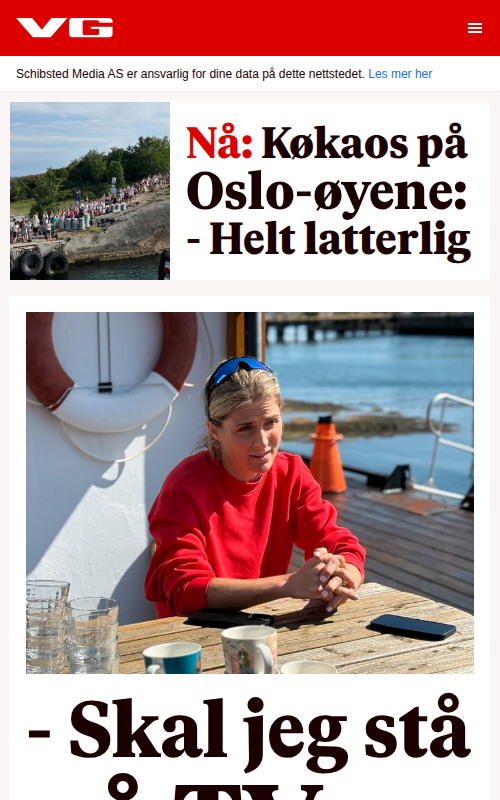 VG
Schibsted Media AS er ansvarlig for dine data på dette nettstedet. Les mer her
Nå: Køkaos på
Oslo-øyene:
- Helt latterlig
- Skal jeg stå